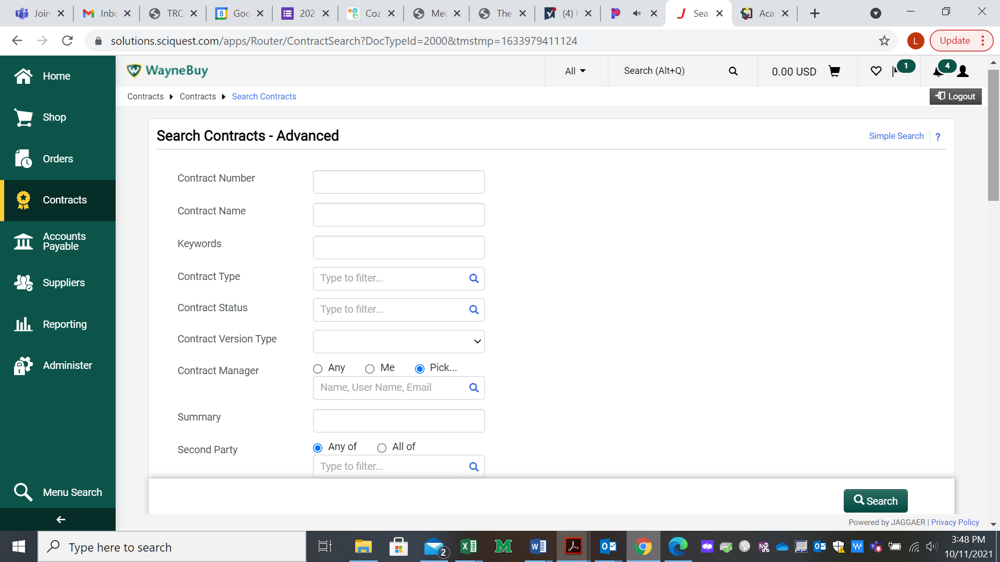 Join
Inbo
TRC
8
Goo
202
Coz
Mec
The
(4)
Sea
Aca
solutions.sciquest.com/apps/Router/ContractSearch?DocTypeId=2000&tmstmp=1633979411124
L
Update
Home
Shop
Orders
Contracts
Accounts
Payable
Suppliers
Reporting
Administer
Menu Search
WayneBuy
All
Search (Alt+Q)
0.00 USD
1
4
Contracts
Contracts
Search Contracts
Logout
Search Contracts - Advanced
Simple Search
?
Contract Number
Contract Name
Keywords
Contract Type
Type to filter...
Contract Status
Type to filter...
Contract Version Type
Contract Manager
Any
Me
Pick...
Name, User Name, Email
Summary
Second Party
Any of
All of
Type to filter...
Search
Powered by JAGGAER | Privacy Policy
Type here to search
2
3:48 PM
10/11/2021